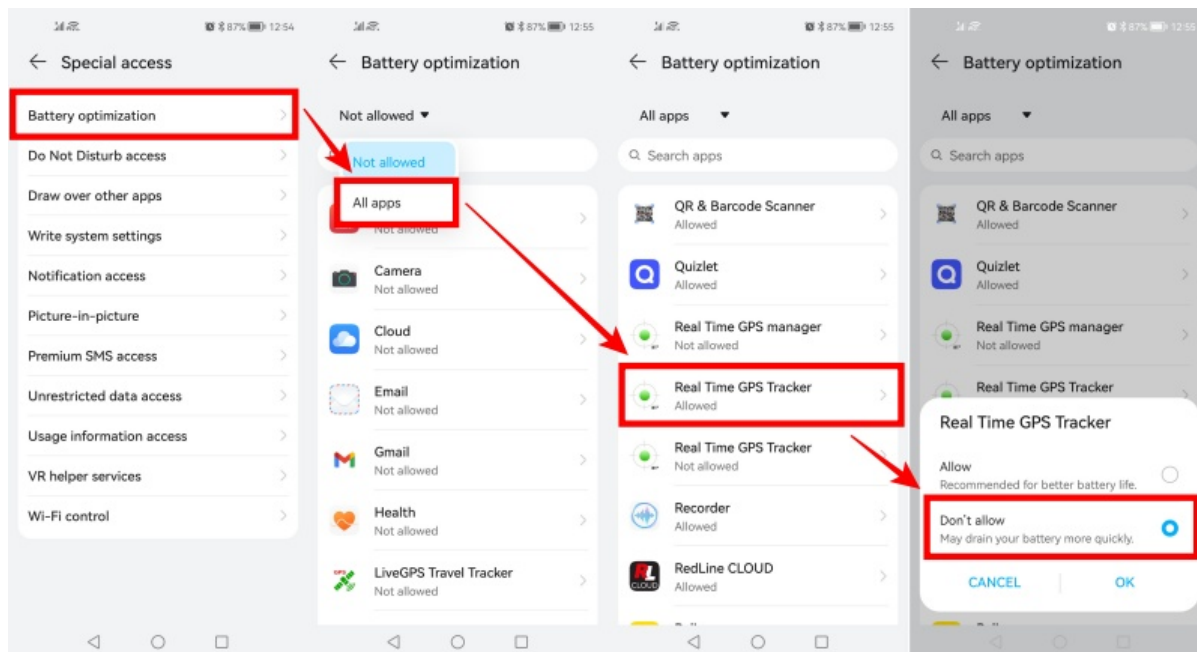 87% 12:54
Special access
Battery optimization
Do Not Disturb access
Draw over other apps
Write system settings
Notification access
Picture-in-picture
Premium SMS access
Unrestricted data access
Usage information access
VR helper services
Wi-Fi control
87% 12:55
Battery optimization
Not allowed
Not allowed
All apps
Not allowed
Camera
Not allowed
Cloud
Not allowed
Email
Not allowed
Gmail
Not allowed
Health
Not allowed
LiveGPS Travel Tracker
87% 12:55
Battery optimization
All apps
Search apps
QR & Barcode Scanner
Allowed
Quizlet
Allowed
Real Time GPS manager
Not allowed
Real Time GPS Tracker
Allowed
Real Time GPS Tracker
Not allowed
Recorder
Allowed
RL
CLOUD
RedLine CLOUD
Allowed
87% 12:55
Battery optimization
All apps
Search apps
QR & Barcode Scanner
Allowed
Quizlet
Allowed
Real Time GPS manager
Not allowed
Real Time GPS Tracker
Real Time GPS Tracker
Allow
Recommended for better battery life.
Don't allow
May drain your battery more quickly.
CANCEL
OK